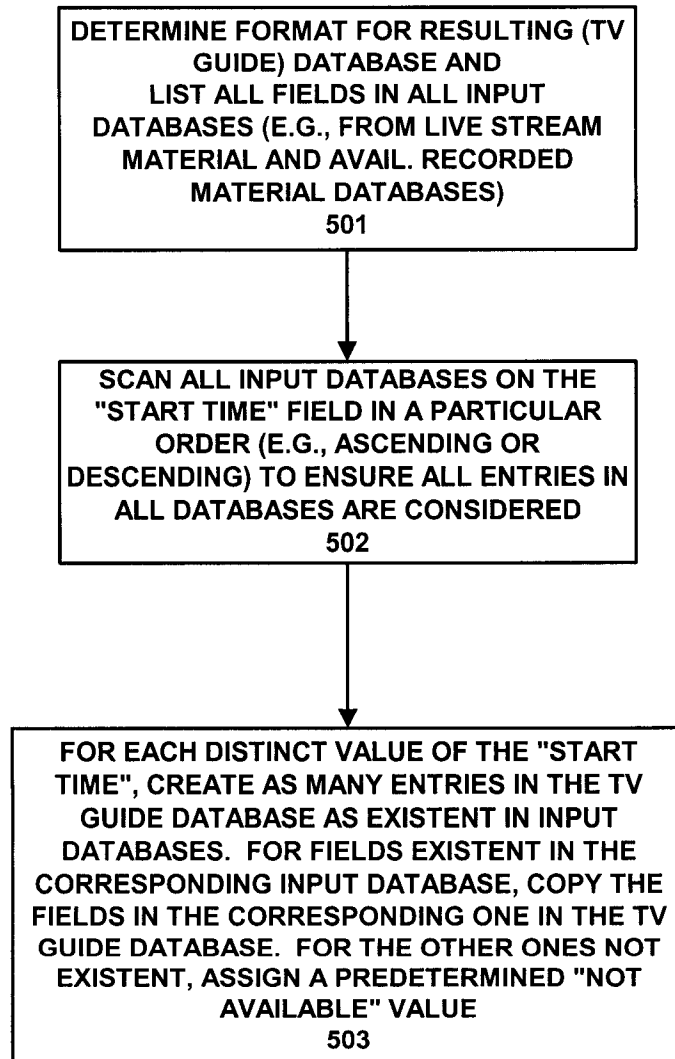 DETERMINE FORMAT FOR RESULTING (TV
GUIDE) DATABASE AND
LIST ALL FIELDS IN ALL INPUT
DATABASES (E.G., FROM LIVE STREAM
MATERIAL AND AVAIL. RECORDED
MATERIAL DATABASES)
501
SCAN ALL INPUT DATABASES ON THE
"START TIME" FIELD IN A PARTICULAR
ORDER (E.G., ASCENDING OR
DESCENDING) TO ENSURE ALL ENTRIES IN
ALL DATABASES ARE CONSIDERED
502
FOR EACH DISTINCT VALUE OF THE "START
TIME", CREATE AS MANY ENTRIES IN THE TV
GUIDE DATABASE AS EXISTENT IN INPUT
DATABASES.  FOR FIELDS EXISTENT IN THE
CORRESPONDING INPUT DATABASE, COPY THE
FIELDS IN THE CORRESPONDING ONE IN THE TV
GUIDE DATABASE.  FOR THE OTHER ONES NOT
EXISTENT, ASSIGN A PREDETERMINED "NOT
AVAILABLE" VALUE
503